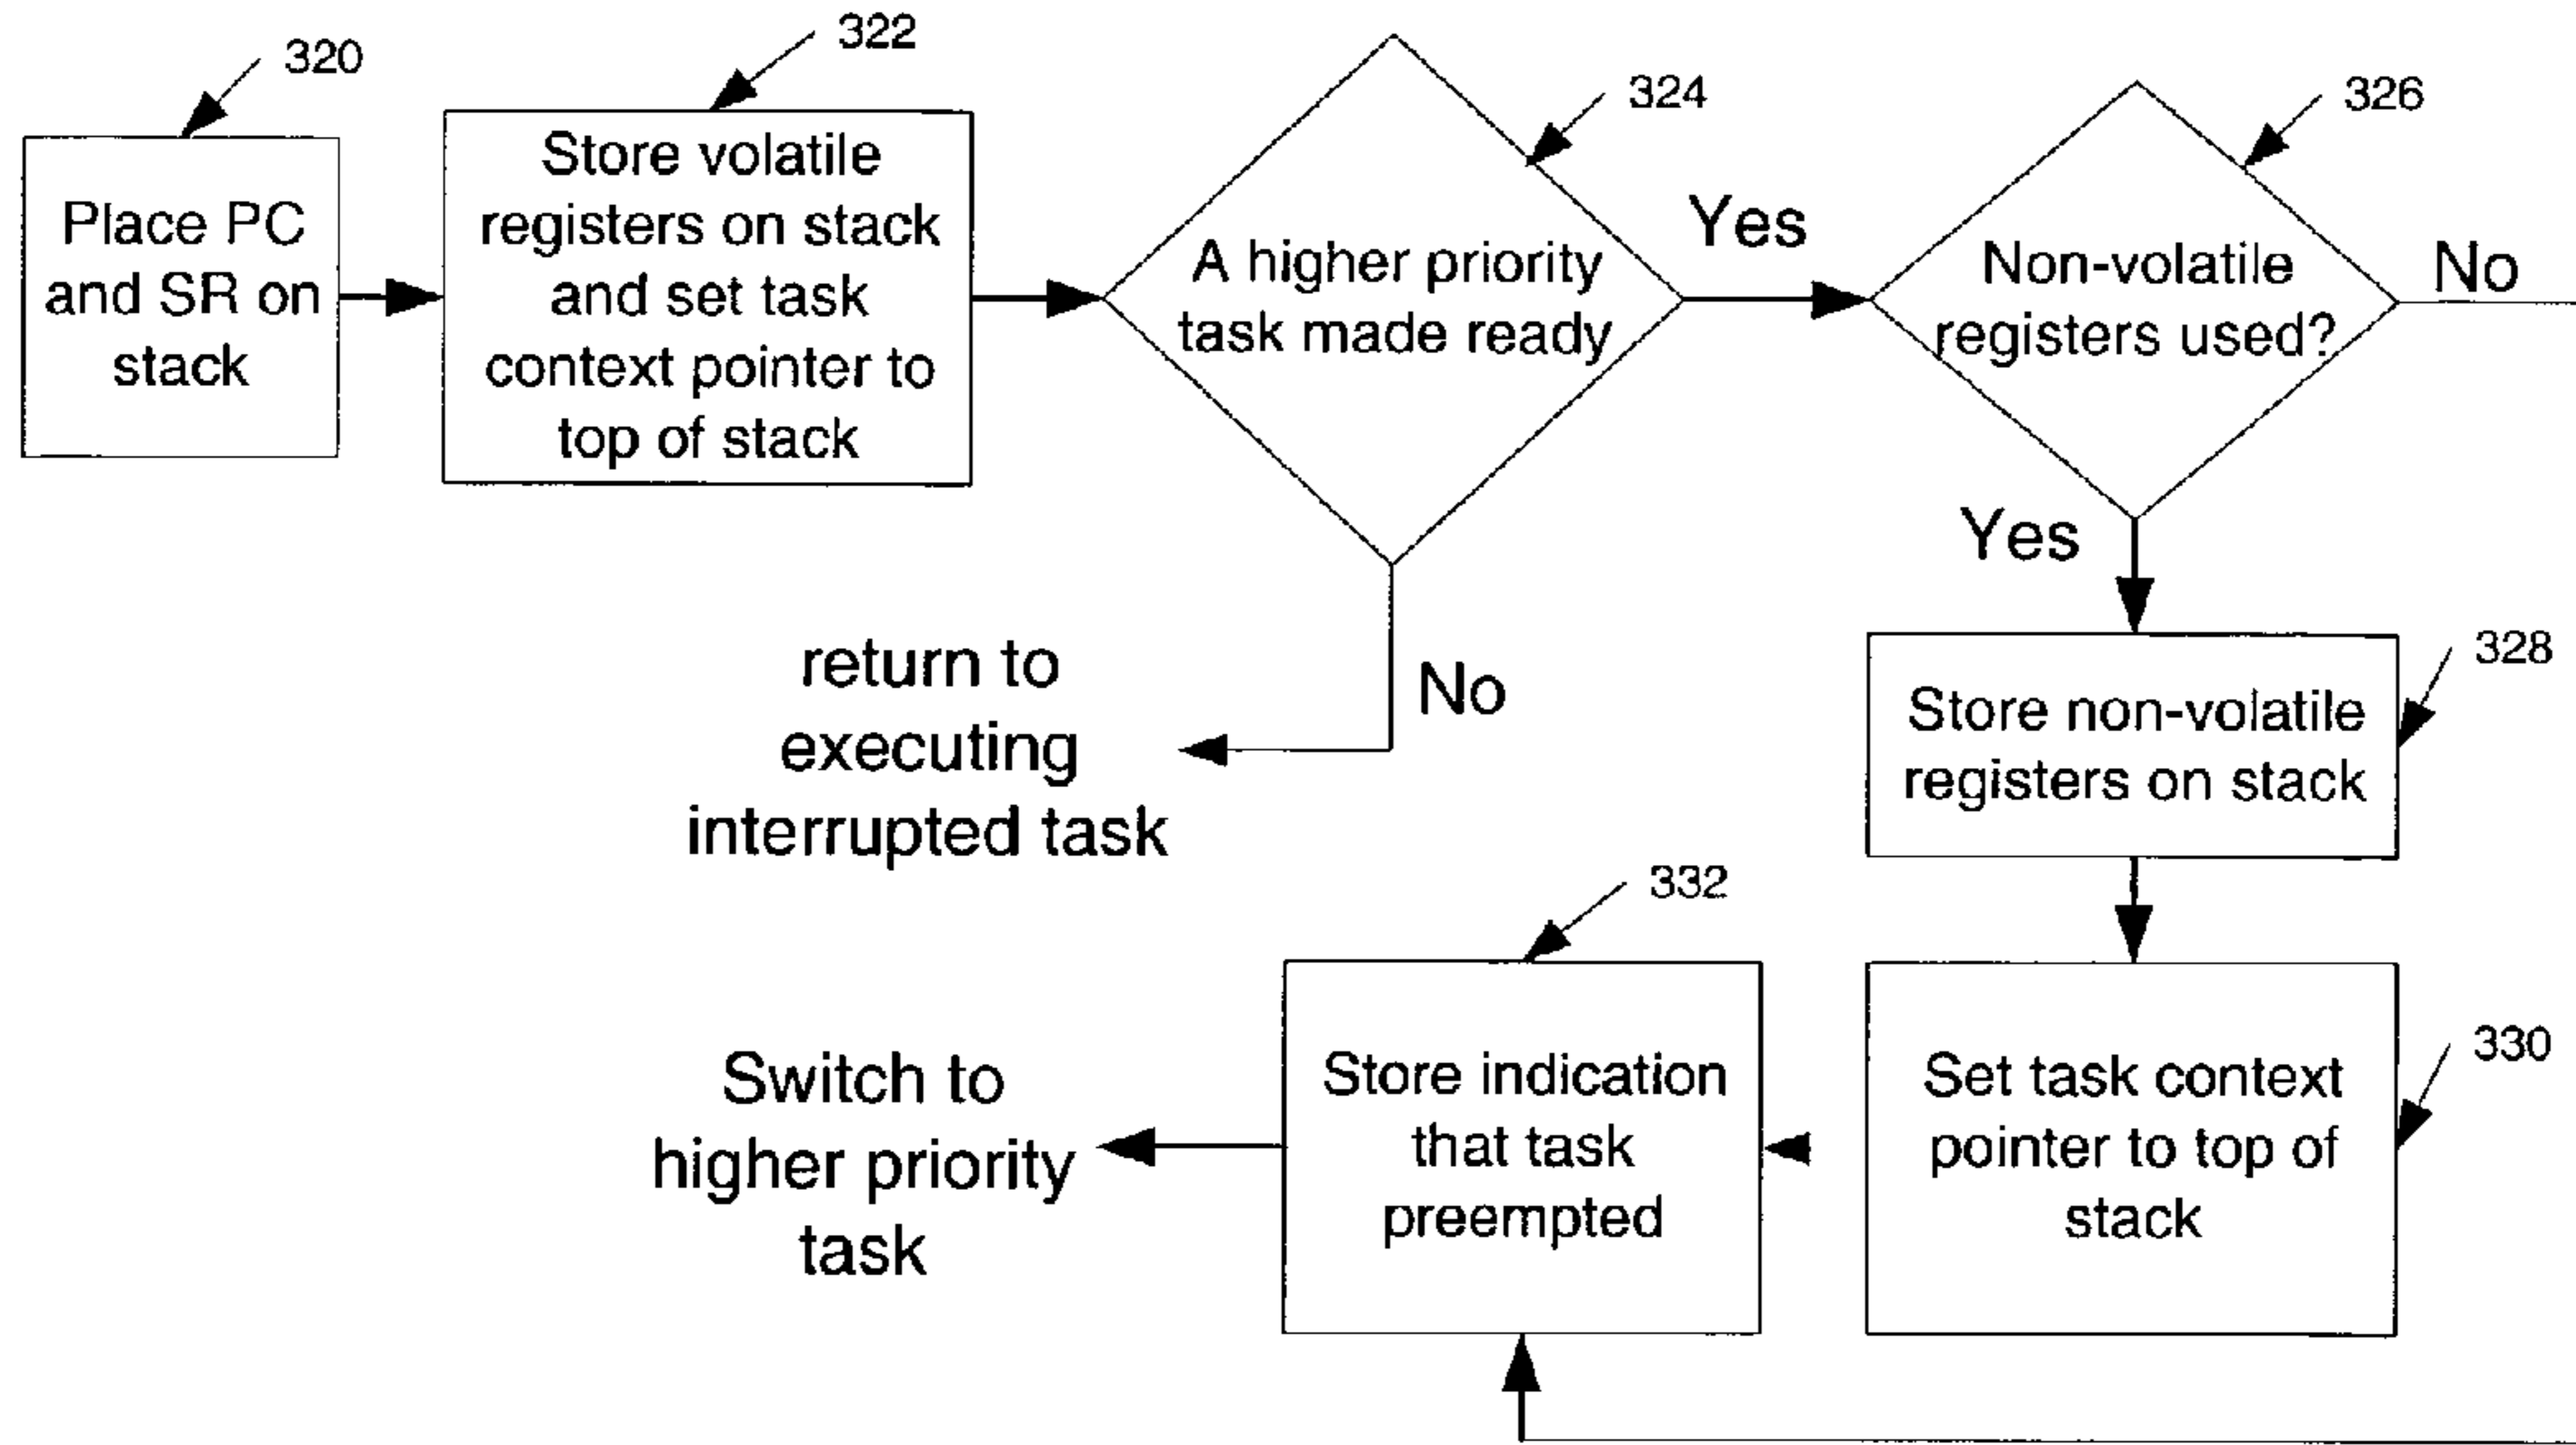 320
Place PC
and SR on
stack
322
Store volatile
registers on stack
and set task
context pointer to
top of stack
324
A higher priority
task made ready
Yes
No
return to
executing
interrupted task
326
Non-volatile
registers used?
No
Yes
328
Store non-volatile
registers on stack
330
Set task context
pointer to top of
stack
332
Store indication
that task
preempted
Switch to
higher priority
task